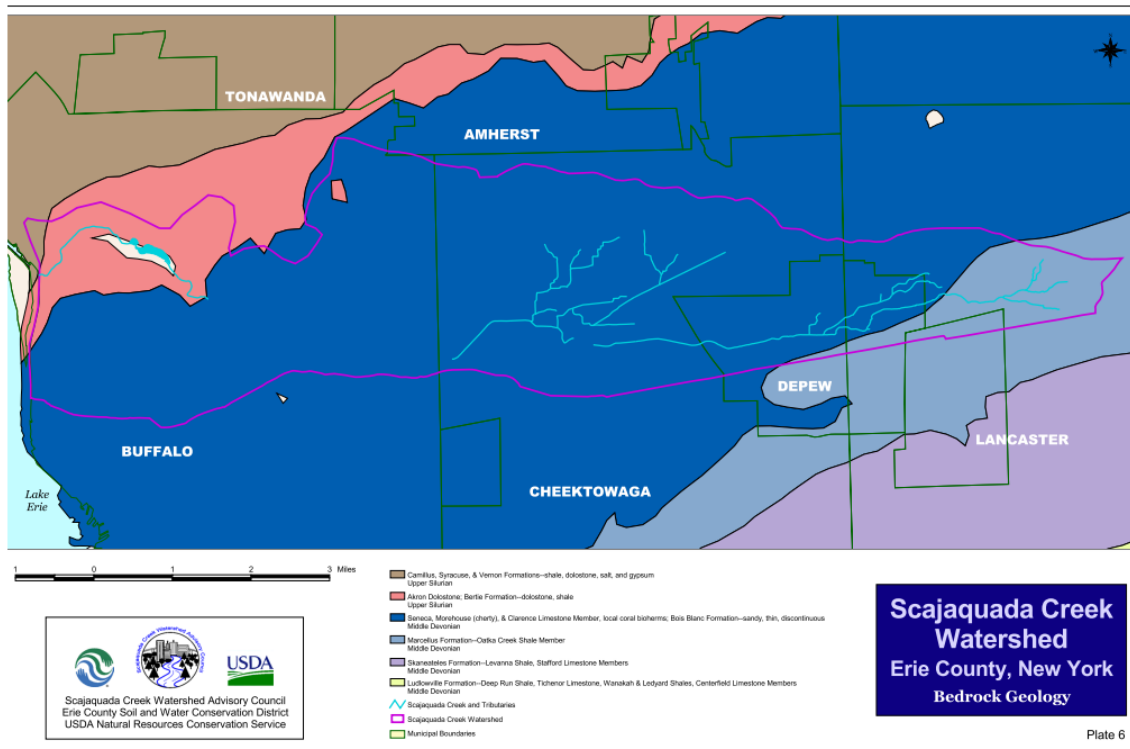 TONAWANDA
AMHERST
DEPEW
BUFFALO
LANCASTER
CHEEKTOWAGA
Lake
Erie
1 0 1 2 3 Miles
Camillus, Syracuse, & Vernon Formations--shale, dolostone, salt, and gypsum
Upper Silurian
Akron Dolostone; Bertie Formation--dolostone, shale
Upper Silurian
Seneca, Morehouse (cherty), & Clarence Limestone Member, local coral bioherms; Bois Blanc Formation--sandy, thin, discontinuous
Middle Devonian
Marcellus Formation--Oatka Creek Shale Member
Middle Devonian
Skaneateles Formation--Levanna Shale, Stafford Limestone Members
Middle Devonian
Ludlowville Formation--Deep Run Shale, Tichenor Limestone, Wanakah & Ledyard Shales, Centerfield Limestone Members
Middle Devonian
Scajaquada Creek and Tributaries
Scajaquada Creek Watershed
Municipal Boundaries
Scajaquada Creek Watershed Advisory Council
USDA
Scajaquada Creek Watershed Advisory Council
Erie County Soil and Water Conservation District
USDA Natural Resources Conservation Service
Scajaquada Creek
Watershed
Erie County, New York
Bedrock Geology
Plate 6